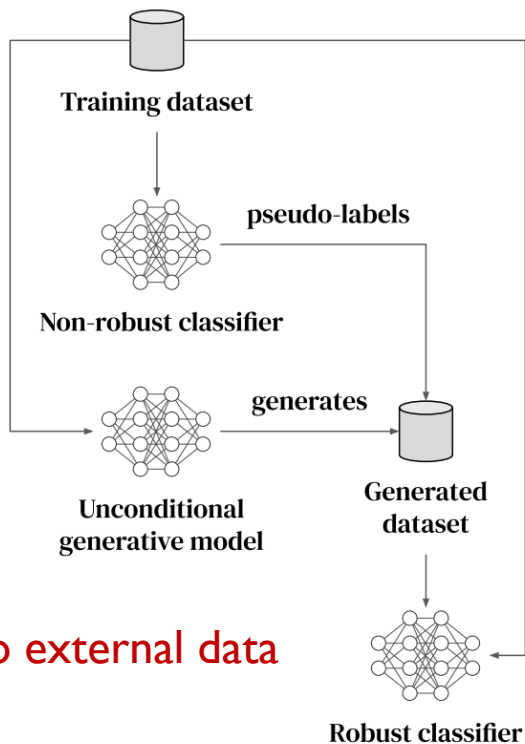 Training dataset
pseudo-labels
Non-robust classifier
generates
Unconditional
generative model
Generated
dataset
external data
Robust classifier